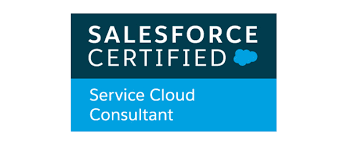 SALESFORCE
CERTIFIED
Service Cloud
Consultant